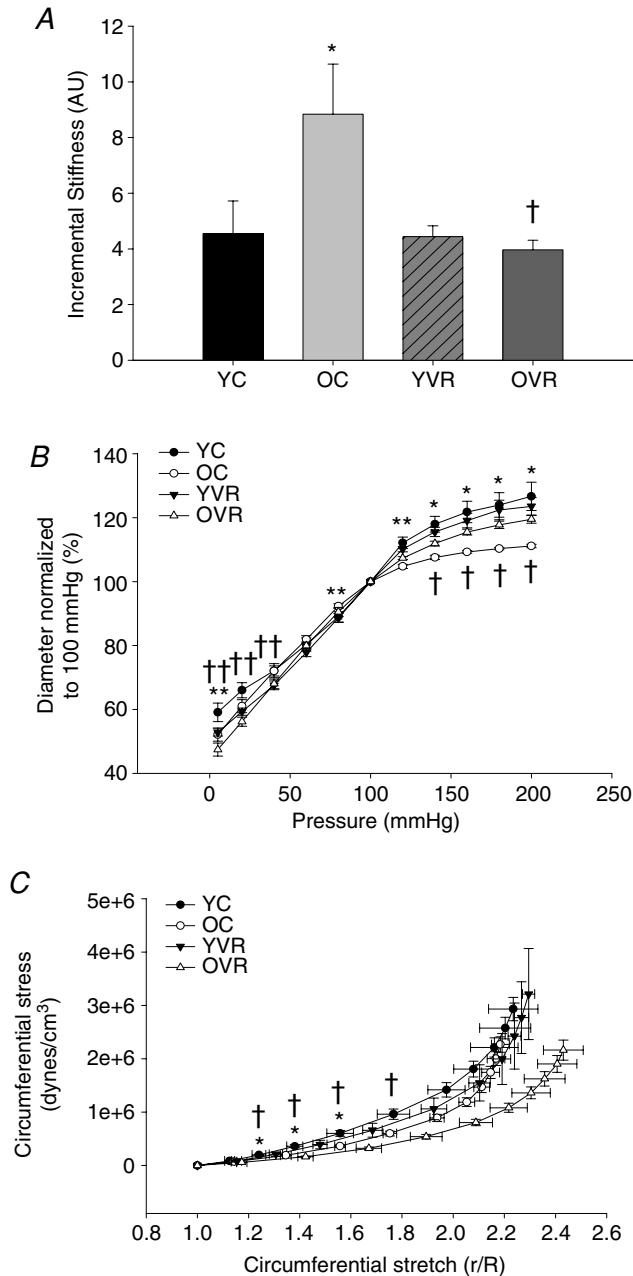 A
Incremental Stiffness (AU)
12
10
8
6
4
2
0
*
†
YC
OC
YVR
OVR
B
Diameter normalized
to 100 mmHg (%)
140
120
100
80
60
40
YC
OC
YVR
OVR
††
††
††
**
**
**
*
*
*
*
†
†
†
†
0
50
100
150
200
250
Pressure (mmHg)
C
Circumferential stress
(dynes/cm³)
5e+6
4e+6
3e+6
2e+6
1e+6
0
YC
OC
YVR
OVR
†
†
†
†
*
*
*
0.8
1.0
1.2
1.4
1.6
1.8
2.0
2.2
2.4
2.6
Circumferential stretch (r/R)